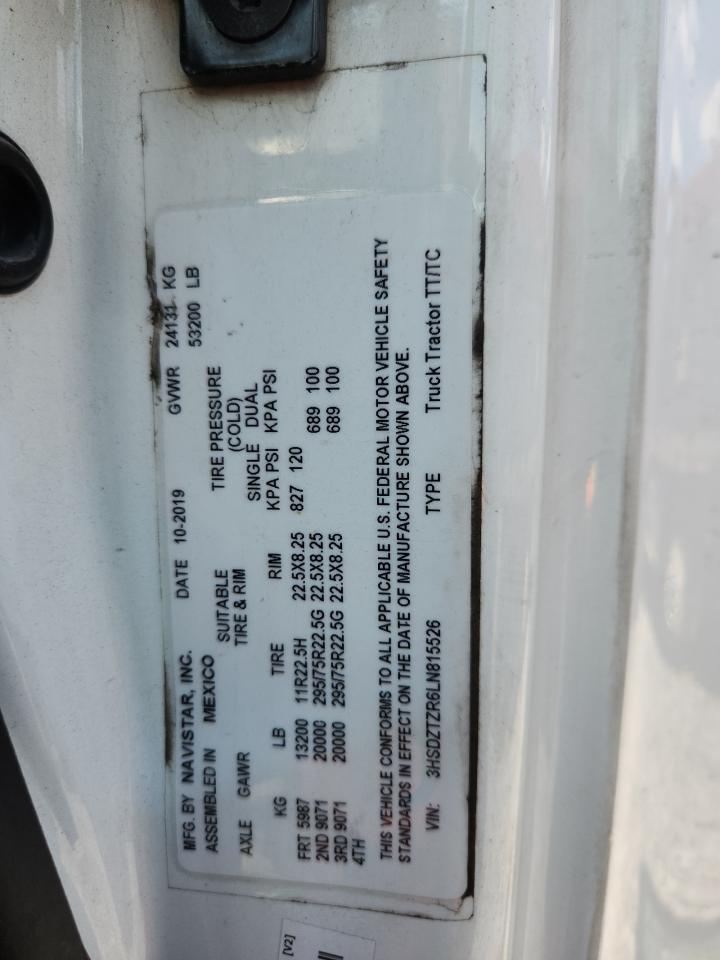 MFG. BY NAVISTAR, INC. DATE 10-2019 GVWR 24131 KG
ASSEMBLED IN MEXICO 53200 LB
SUITABLE TIRE PRESSURE
AXLE GAWR TIRE & RIM (COLD)
SINGLE DUAL
KG LB TIRE RIM KPA PSI KPA PSI
FRT 5987 13200 11R22.5H 22.5X8.25 827 120
2ND 9071 20000 295/75R22.5G 22.5X8.25 689 100
3RD 9071 20000 295/75R22.5G 22.5X8.25 689 100
4TH
THIS VEHICLE CONFORMS TO ALL APPLICABLE U.S. FEDERAL MOTOR VEHICLE SAFETY
STANDARDS IN EFFECT ON THE DATE OF MANUFACTURE SHOWN ABOVE.
VIN: 3HSDZTZR6LN815526 TYPE Truck Tractor TT/TC
[V2]